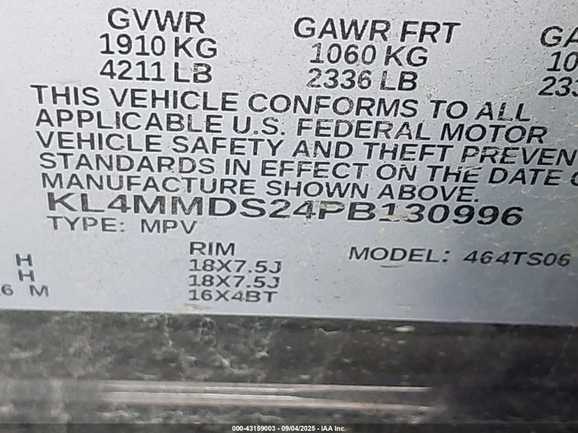 GVWR
1910 KG
4211 LB
GAWR FRT
1060 KG
2336 LB
THIS VEHICLE CONFORMS TO ALL
APPLICABLE U.S. FEDERAL MOTOR
VEHICLE SAFETY AND THEFT PREVEN
STANDARDS IN EFFECT ON THE DATE
MANUFACTURE SHOWN ABOVE.
KL4MMDS24PB130996
TYPE: MPV
MODEL: 464TS06
RIM
H 18X7.5J
H 18X7.5J
6 M 16X4BT
000-43159003 - 09/04/2025 - IAA Inc.